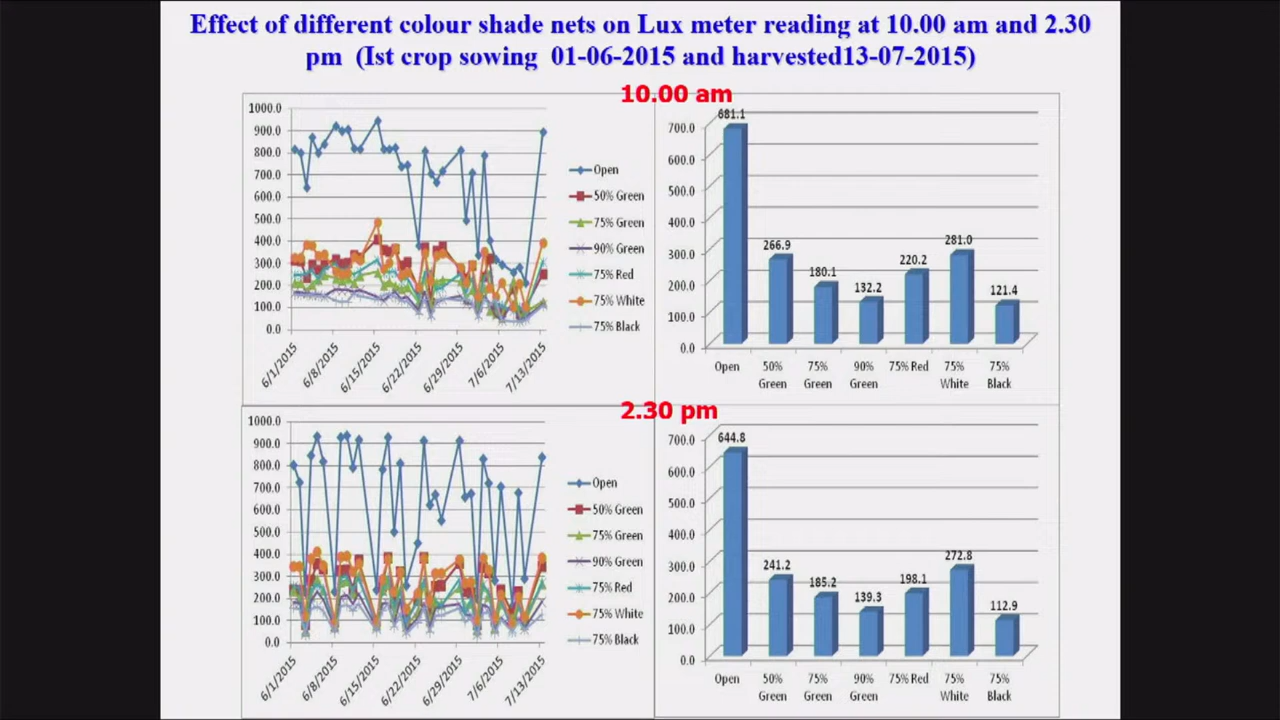 Effect of different colour shade nets on Lux meter reading at 10.00 am and 2.30
pm (Ist crop sowing 01-06-2015 and harvested13-07-2015)
10.00 am
1000.0
900.0
800.0
700.0
600.0
500.0
400.0
300.0
200.0
100.0
0.0
6/1/2015
6/8/2015
6/15/2015
6/22/2015
6/29/2015
7/6/2015
7/13/2015
Open
50% Green
75% Green
90% Green
75% Red
75% White
75% Black
700.0
600.0
500.0
400.0
300.0
200.0
100.0
0.0
681.1
266.9
180.1
132.2
220.2
281.0
121.4
Open
50% Green
75% Green
90% Green
75% Red
75% White
75% Black
2.30 pm
1000.0
900.0
800.0
700.0
600.0
500.0
400.0
300.0
200.0
100.0
0.0
6/1/2015
6/8/2015
6/15/2015
6/22/2015
6/29/2015
7/6/2015
7/13/2015
Open
50% Green
75% Green
90% Green
75% Red
75% White
75% Black
700.0
600.0
500.0
400.0
300.0
200.0
100.0
0.0
644.8
241.2
185.2
139.3
198.1
272.8
112.9
Open
50% Green
75% Green
90% Green
75% Red
75% White
75% Black